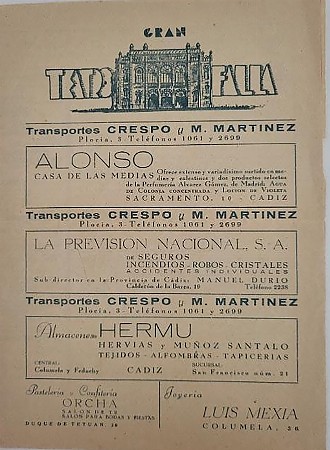 GRAN
TEATRO FALLA
Transportes CRESPO y M. MARTINEZ
Plocia, 3-Teléfonos 1061 y 2699
ALONSO
CASA DE LAS MEDIAS
Ofrece extenso y variadísimo surtido en me-
dias y calcetines y dos productos selectos
de la Perfumería Alvarez Gómez, de Madrid: AGUA
DE COLONIA CONCENTRADA y LOCION DE VIOLETA
SACRAMENTO, 10 - CADIZ
Transportes CRESPO y M. MARTINEZ
Plocia, 3-Teléfonos 1061 y 2699
LA PREVISION NACIONAL, S. A.
DE SEGUROS
INCENDIOS - ROBOS - CRISTALES
ACCIDENTES INDIVIDUALES
Sub-director en la Provincia de Cádiz: MANUEL DURIO
Calderón de la Barca, 19 Teléfono 2238
Transportes CRESPO y M. MARTINEZ
Plocia, 3-Teléfonos 1061 y 2699
Almacenes HERMU
HERVIAS y MUÑOZ SANTALO
TEJIDOS - ALFOMBRAS - TAPICERIAS
CENTRAL: SUCURSAL:
Columela y Feduchy CADIZ San Francisco núm. 21
Pastelería y Confitería
ORCHA
SALON DE TE
SALON PARA BODAS Y FIESTAS
DUQUE DE TETUAN
Joyería
LUIS MEXIA
COLUMELA,